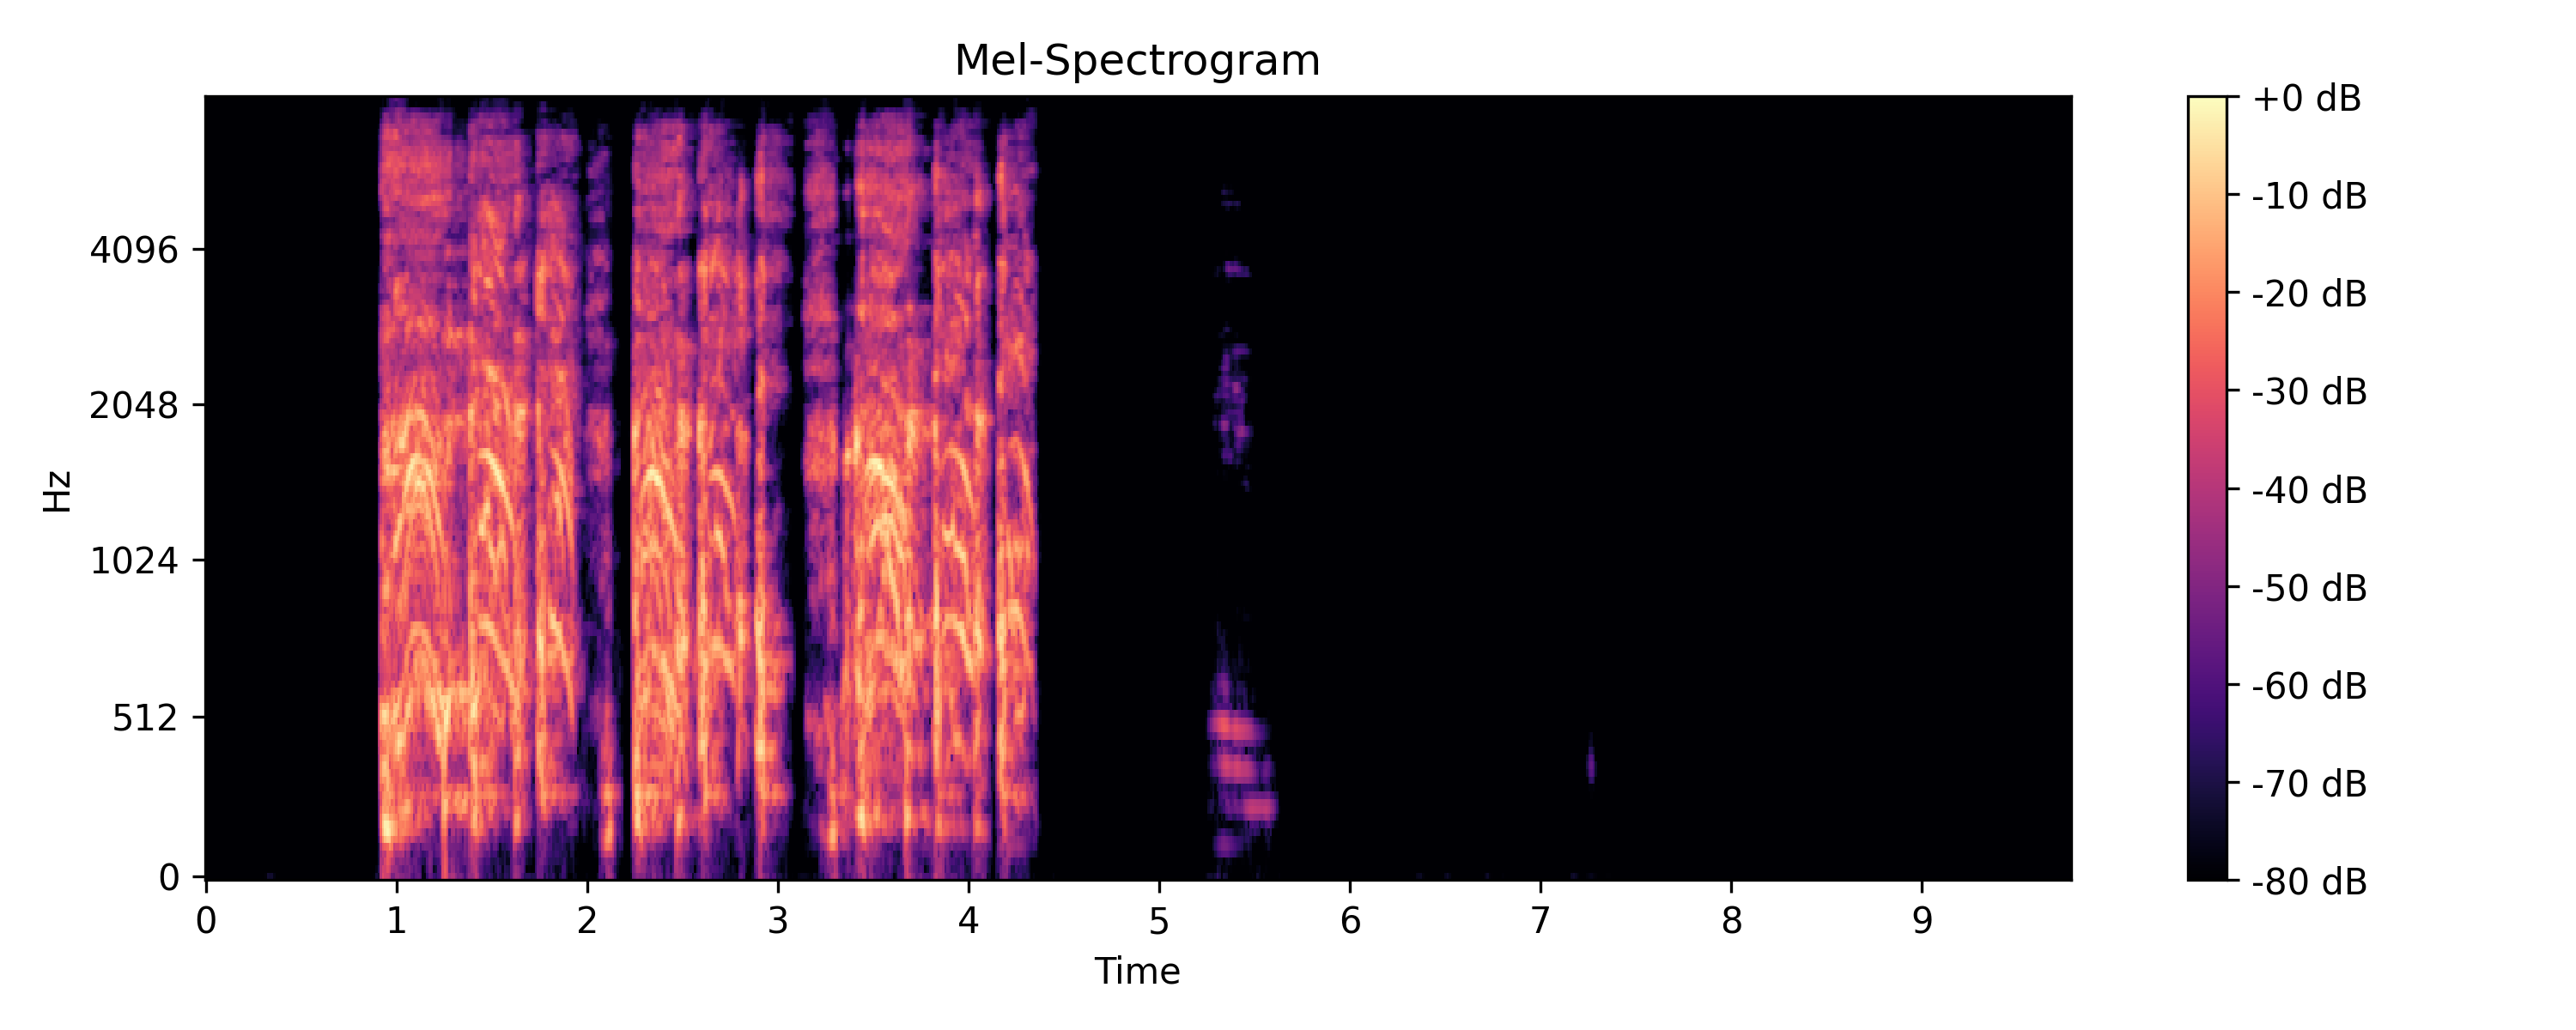 Mel-Spectrogram
+0 dB
-10 dB
4096
-20 dB
-30 dB
2048
Hz
-40 dB
1024
-50 dB
-60 dB
512
-70 dB
0
-80 dB
0 1 2 3 4 5 6 7 8 9
Time